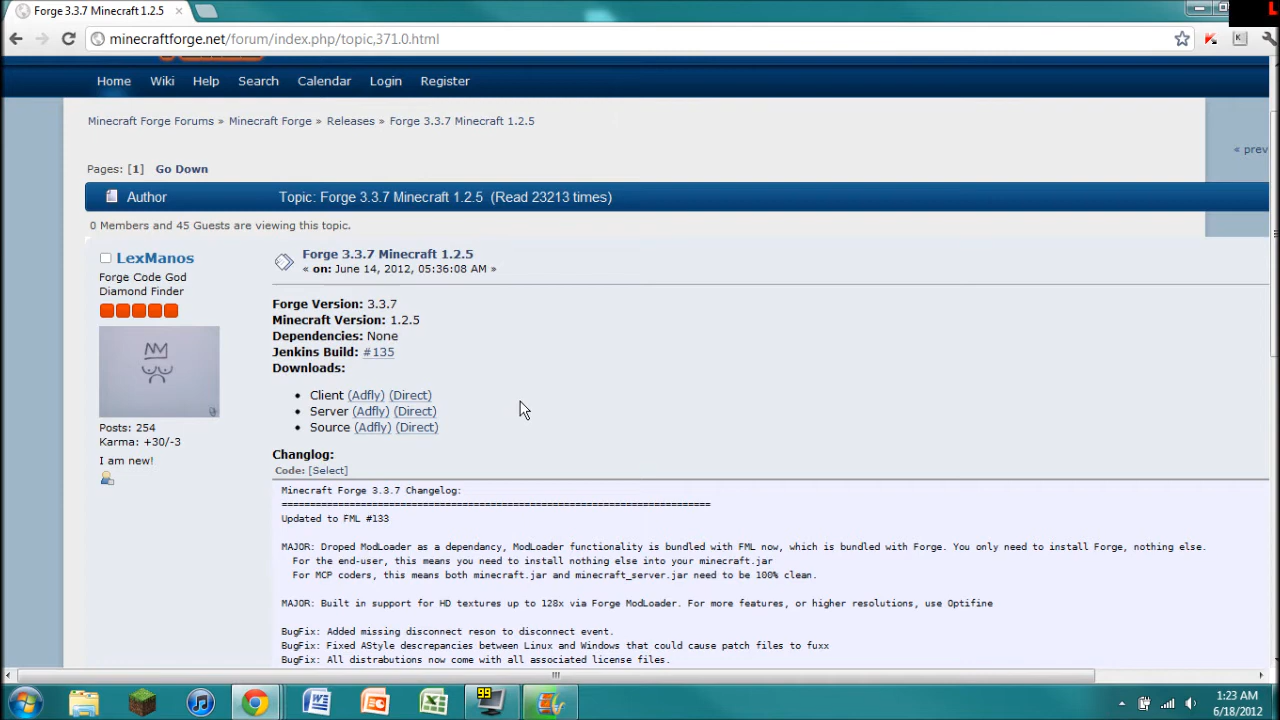 Forge 3.3.7 Minecraft 1.2.5
minecraftforge.net/forum/index.php/topic,371.0.html
Home Wiki Help Search Calendar Login Register
Minecraft Forge Forums » Minecraft Forge » Releases » Forge 3.3.7 Minecraft 1.2.5
« prev
Pages: [1] Go Down
Author Topic: Forge 3.3.7 Minecraft 1.2.5 (Read 23213 times)
0 Members and 45 Guests are viewing this topic.
LexManos
Forge Code God
Diamond Finder
Posts: 254
Karma: +30/-3
I am new!
Forge 3.3.7 Minecraft 1.2.5
« on: June 14, 2012, 05:36:08 AM »
Forge Version: 3.3.7
Minecraft Version: 1.2.5
Dependencies: None
Jenkins Build: #135
Downloads:
• Client (Adfly) (Direct)
• Server (Adfly) (Direct)
• Source (Adfly) (Direct)
Changlog:
Code: [Select]
Minecraft Forge 3.3.7 Changelog:
============================================================================
Updated to FML #133
MAJOR: Droped ModLoader as a dependancy, ModLoader functionality is bundled with FML now, which is bundled with Forge. You only need to install Forge, nothing else.
For the end-user, this means you need to install nothing else into your minecraft.jar
For MCP coders, this means both minecraft.jar and minecraft_server.jar need to be 100% clean.
MAJOR: Built in support for HD textures up to 128x via Forge ModLoader. For more features, or higher resolutions, use Optifine
BugFix: Added missing disconnect reson to disconnect event.
BugFix: Fixed AStyle descrepancies between Linux and Windows that could cause patch files to fuxx
BugFix: All distrabutions now come with all associated license files.
99
1:23 AM
6/18/2012